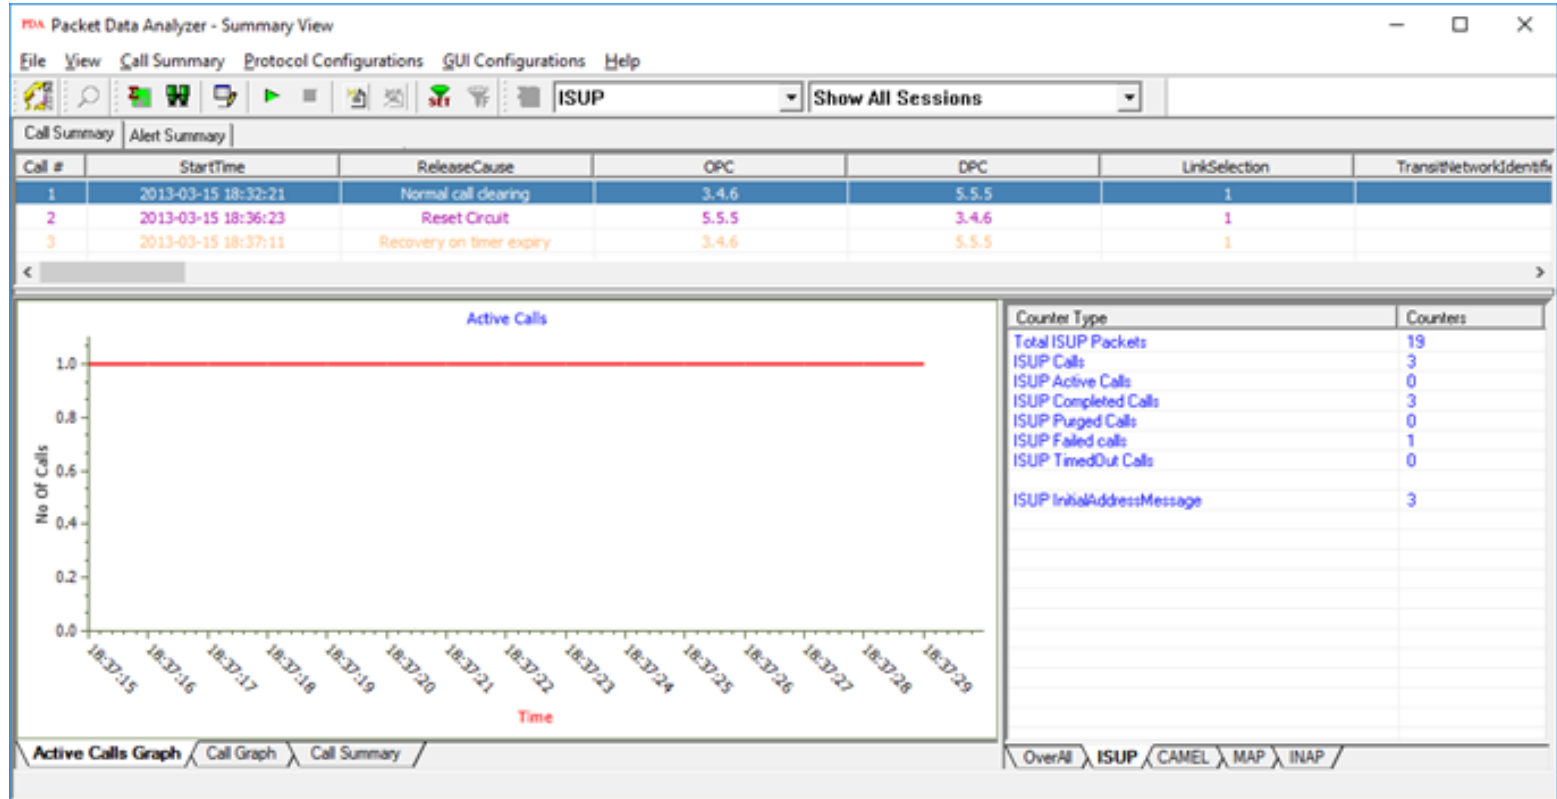 PDA Packet Data Analyzer - Summary View
File View Call Summary Protocol Configurations GUI Configurations Help
SET ISUP Show All Sessions
Call Summary Alert Summary
Call # StartTime ReleaseCause OPC DPC LinkSelection TransitNetworkIdentifie
1 2013-03-15 18:32:21 Normal call clearing 3.4.6 5.5.5 1
2 2013-03-15 18:36:23 Reset Circuit 5.5.5 3.4.6 1
3 2013-03-15 18:37:11 Recovery on timer expiry 3.4.6 5.5.5 1
Active Calls
No Of Calls
1.0
0.8
0.6
0.4
0.2
0.0
18:37:15 18:37:16 18:37:17 18:37:18 18:37:19 18:37:20 18:37:21 18:37:22 18:37:23 18:37:24 18:37:25 18:37:26 18:37:27 18:37:28 18:37:29
Time
Active Calls Graph Call Graph Call Summary
Counter Type Counters
Total ISUP Packets 19
ISUP Calls 3
ISUP Active Calls 0
ISUP Completed Calls 3
ISUP Purged Calls 0
ISUP Failed calls 1
ISUP TimedOut Calls 0
ISUP InitialAddressMessage 3
OverAll ISUP CAMEL MAP INAP